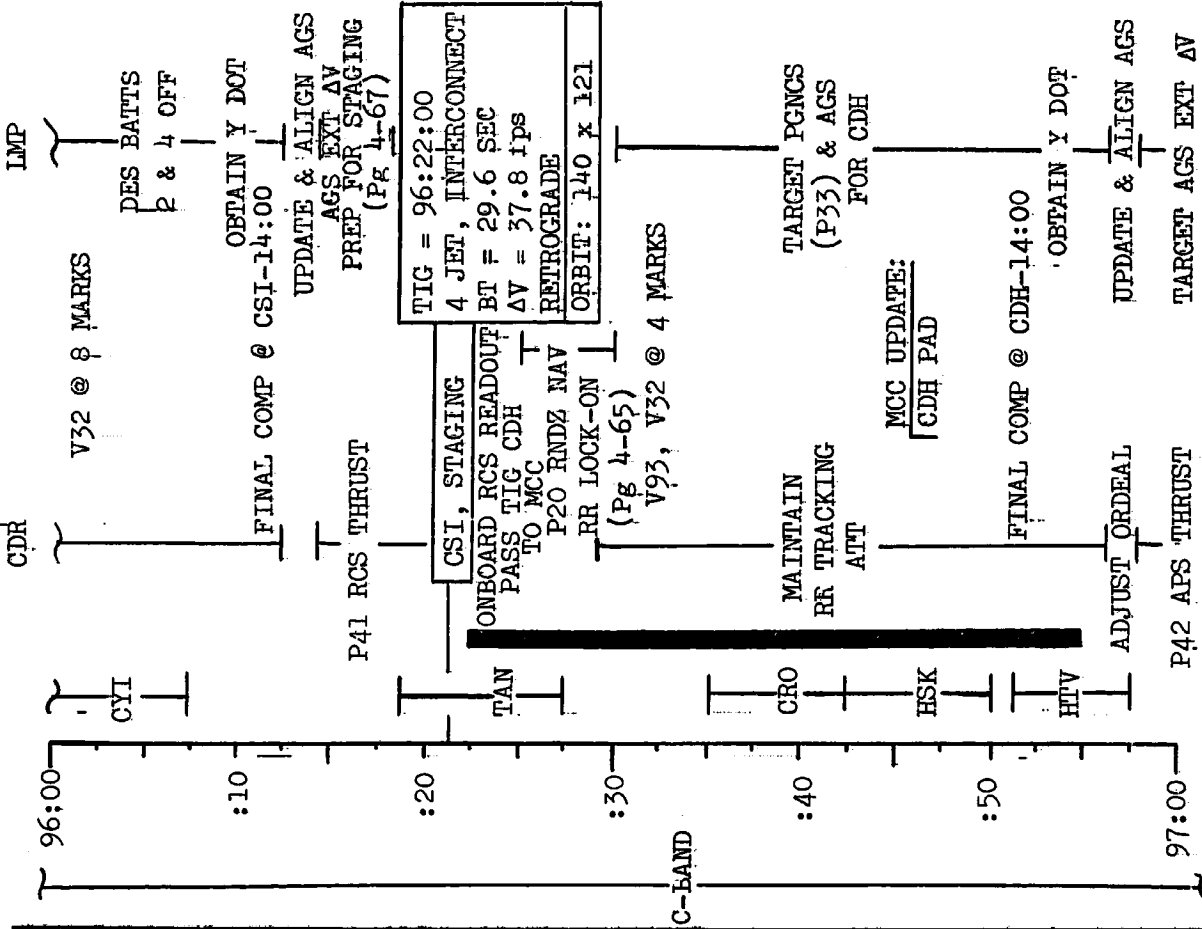 CDR
LMP
V32 @ 8 MARKS
DES BATTS
2 & 4 OFF
OBTAIN Y DOT
FINAL COMP @ CSI-14:00
UPDATE & ALIGN AGS
AGS EXT ΔV
PREP FOR STAGING
(Pg 4-67)
P41 RCS THRUST
CSI, STAGING
TIG = 96:22:00
4 JET, INTERCONNECT
BT = 29.6 SEC
ΔV = 37.8 fps
RETROGRADE
ORBIT: 140 x 121
ONBOARD RCS READOUT
PASS TIG CDH
TO MCC
P20 RNDZ NAV
RR LOCK-ON
(Pg 4-65)
V93, V32 @ 4 MARKS
MAINTAIN
RR TRACKING
ATT
TARGET PGNCS
(P33) & AGS
FOR CDH
MCC UPDATE:
CDH PAD
FINAL COMP @ CDH-14:00
OBTAIN Y DOT
ADJUST ORDEAL
UPDATE & ALIGN AGS
P42 APS THRUST
TARGET AGS EXT ΔV
CYI
TAN
CRO
HSK
HTV
96:00
:10
:20
:30
:40
:50
97:00
C-BAND